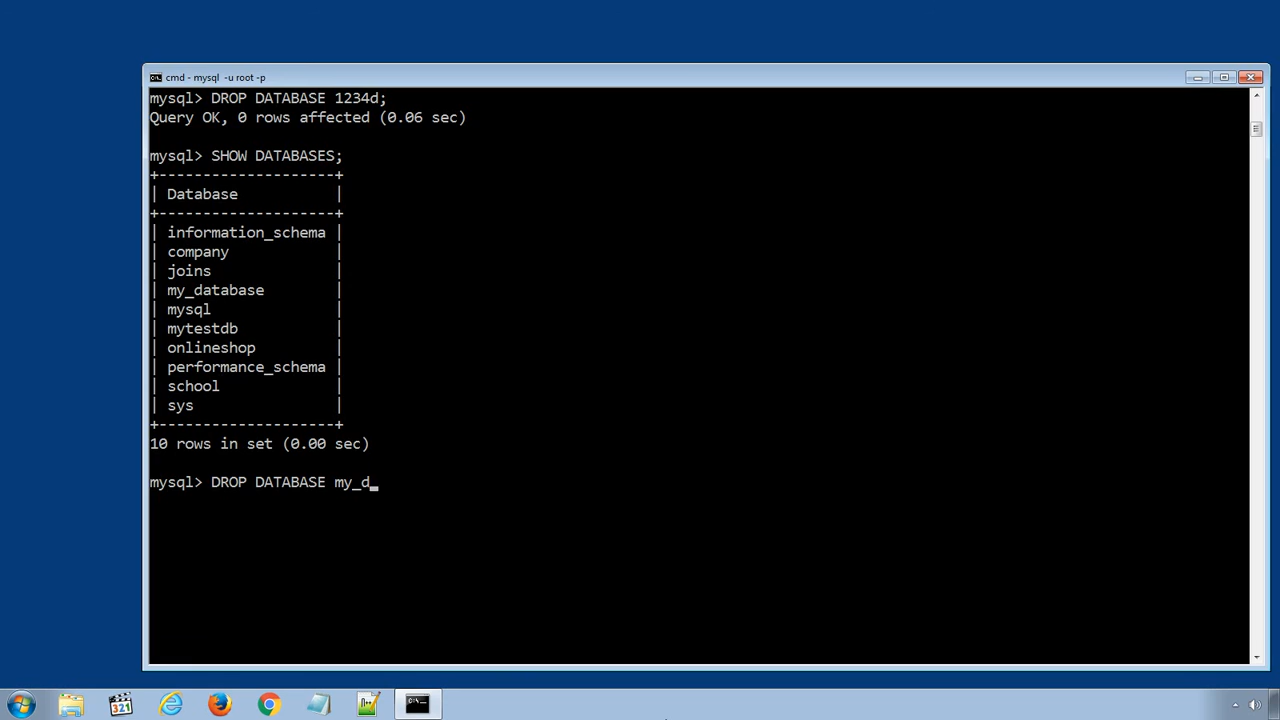 cmd - mysql  -u root -p
mysql> DROP DATABASE 1234d;
Query OK, 0 rows affected (0.06 sec)
mysql> SHOW DATABASES;
+--------------------+
| Database           |
+--------------------+
| information_schema |
| company            |
| joins              |
| my_database        |
| mysql              |
| mytestdb           |
| onlineshop         |
| performance_schema |
| school             |
| sys                |
+--------------------+
10 rows in set (0.00 sec)
mysql> DROP DATABASE my_d_
321